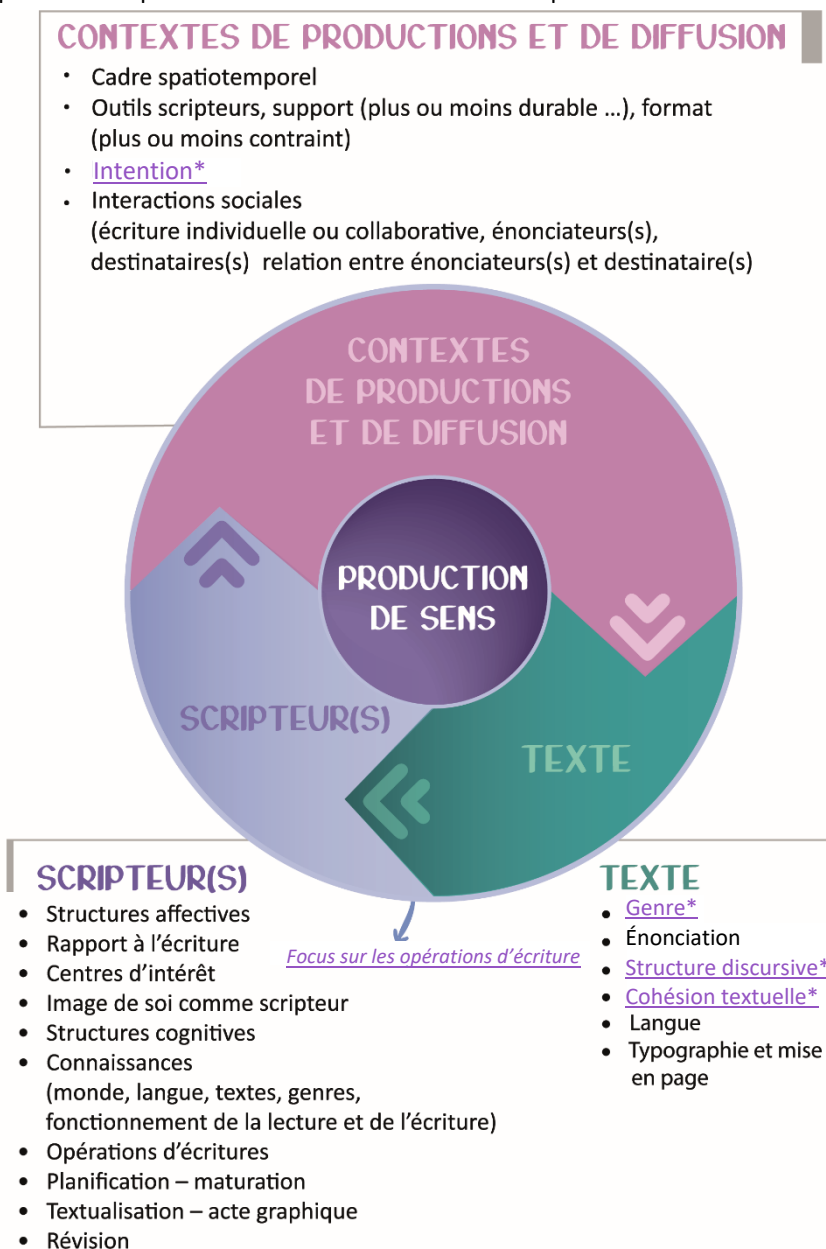 CONTEXTES DE PRODUCTIONS ET DE DIFFUSION
• Cadre spatiotemporel
• Outils scripteurs, support (plus ou moins durable …), format
(plus ou moins contraint)
• Intention*
• Interactions sociales
(écriture individuelle ou collaborative, énonciateurs(s),
destinataires(s) relation entre énonciateurs(s) et destinataire(s)
CONTEXTES
DE PRODUCTIONS
ET DE DIFFUSION
PRODUCTION
DE SENS
SCRIPTEUR(S)
TEXTE
SCRIPTEUR(S)
• Structures affectives
• Rapport à l'écriture
• Centres d'intérêt
• Image de soi comme scripteur
• Structures cognitives
• Connaissances
(monde, langue, textes, genres,
fonctionnement de la lecture et de l'écriture)
• Opérations d'écritures
• Planification – maturation
• Textualisation – acte graphique
• Révision
Focus sur les opérations d'écriture
TEXTE
• Genre*
• Énonciation
• Structure discursive*
• Cohésion textuelle*
• Langue
• Typographie et mise
en page